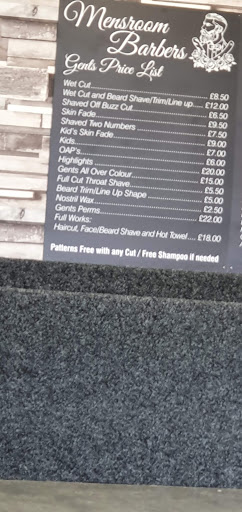 Mensroom
Barbers
Gents Price List
Wet Cut..........£8.50
Wet Cut and Beard Shave/Trim/Line up.... £12.00
Shaved Off Buzz Cut..........£6.50
Skin Fade..........£9.50
Shaved Two Numbers..........£7.50
Kid's Skin Fade..........£9.00
Kids..........£7.00
OAP's..........£6.00
Highlights..........£20.00
Gents All Over Colour..........£15.00
Full Cut Throat Shave..........£5.50
Beard Trim/Line Up Shape..........£5.00
Nostril Wax..........£2.50
Gents Perms..........£22.00
Full Works:
Haircut, Face/Beard Shave and Hot Towel.... £18.00
Patterns Free with any Cut / Free Shampoo if needed